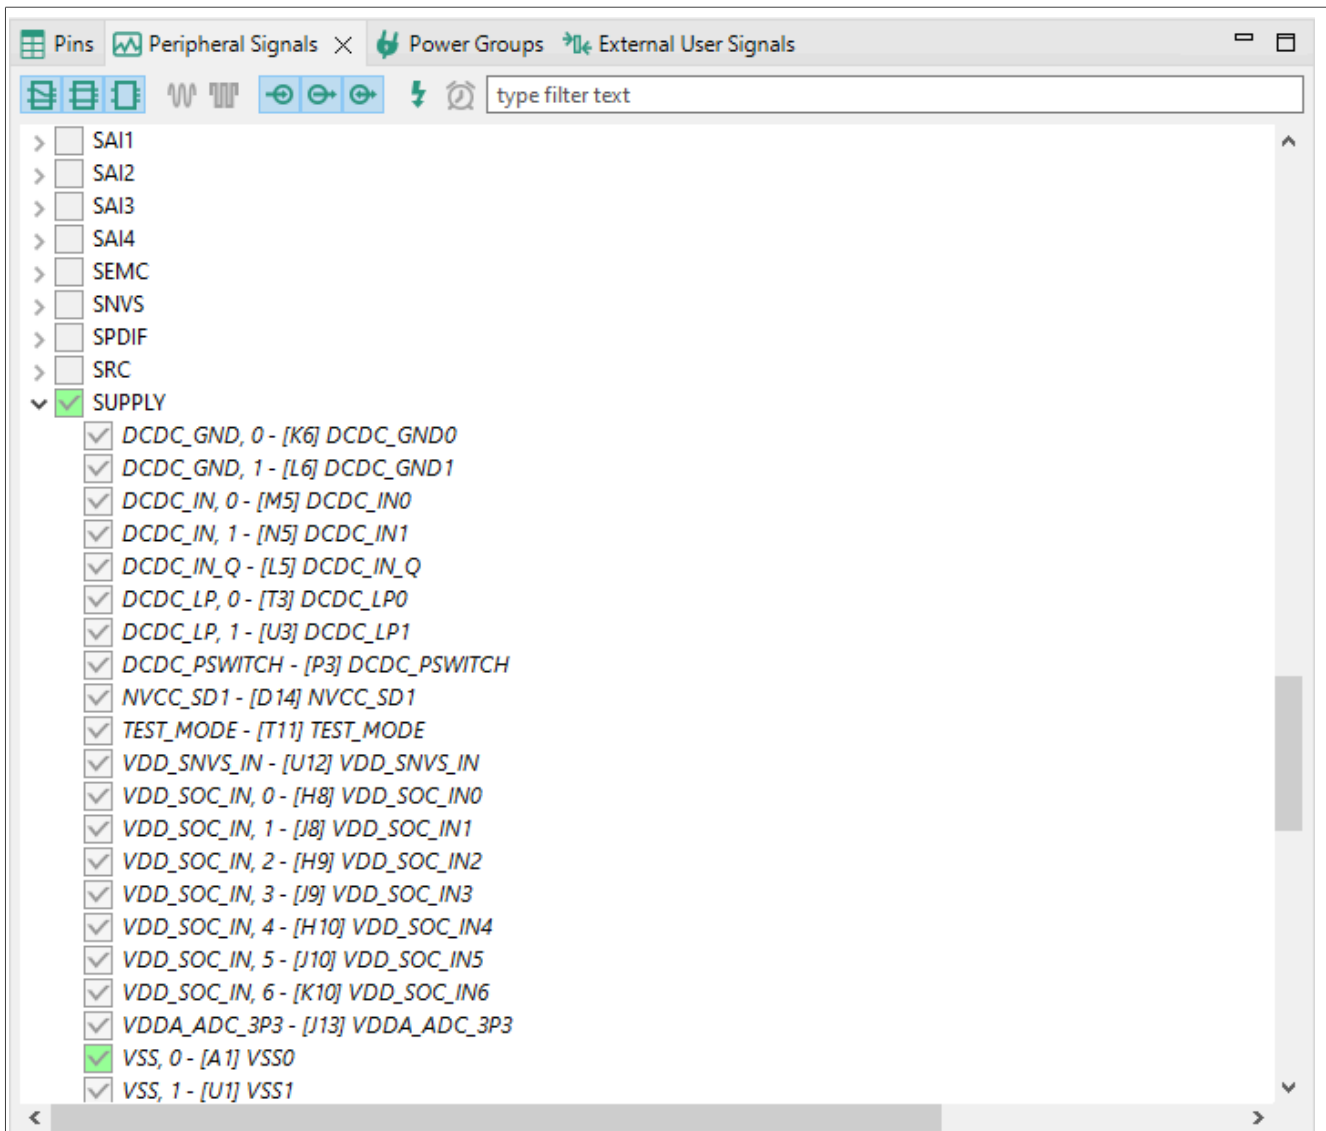 Pins Peripheral Signals Power Groups External User Signals
type filter text
SAI1
SAI2
SAI3
SAI4
SEMC
SNVS
SPDIF
SRC
SUPPLY
DCDC_GND, 0 - [K6] DCDC_GND0
DCDC_GND, 1 - [L6] DCDC_GND1
DCDC_IN, 0 - [M5] DCDC_IN0
DCDC_IN, 1 - [N5] DCDC_IN1
DCDC_IN_Q - [L5] DCDC_IN_Q
DCDC_LP, 0 - [T3] DCDC_LP0
DCDC_LP, 1 - [U3] DCDC_LP1
DCDC_PSWITCH - [P3] DCDC_PSWITCH
NVCC_SD1 - [D14] NVCC_SD1
TEST_MODE - [T11] TEST_MODE
VDD_SNVS_IN - [U12] VDD_SNVS_IN
VDD_SOC_IN, 0 - [H8] VDD_SOC_IN0
VDD_SOC_IN, 1 - [J8] VDD_SOC_IN1
VDD_SOC_IN, 2 - [H9] VDD_SOC_IN2
VDD_SOC_IN, 3 - [J9] VDD_SOC_IN3
VDD_SOC_IN, 4 - [H10] VDD_SOC_IN4
VDD_SOC_IN, 5 - [J10] VDD_SOC_IN5
VDD_SOC_IN, 6 - [K10] VDD_SOC_IN6
VDDA_ADC_3P3 - [J13] VDDA_ADC_3P3
VSS, 0 - [A1] VSS0
VSS, 1 - [U1] VSS1